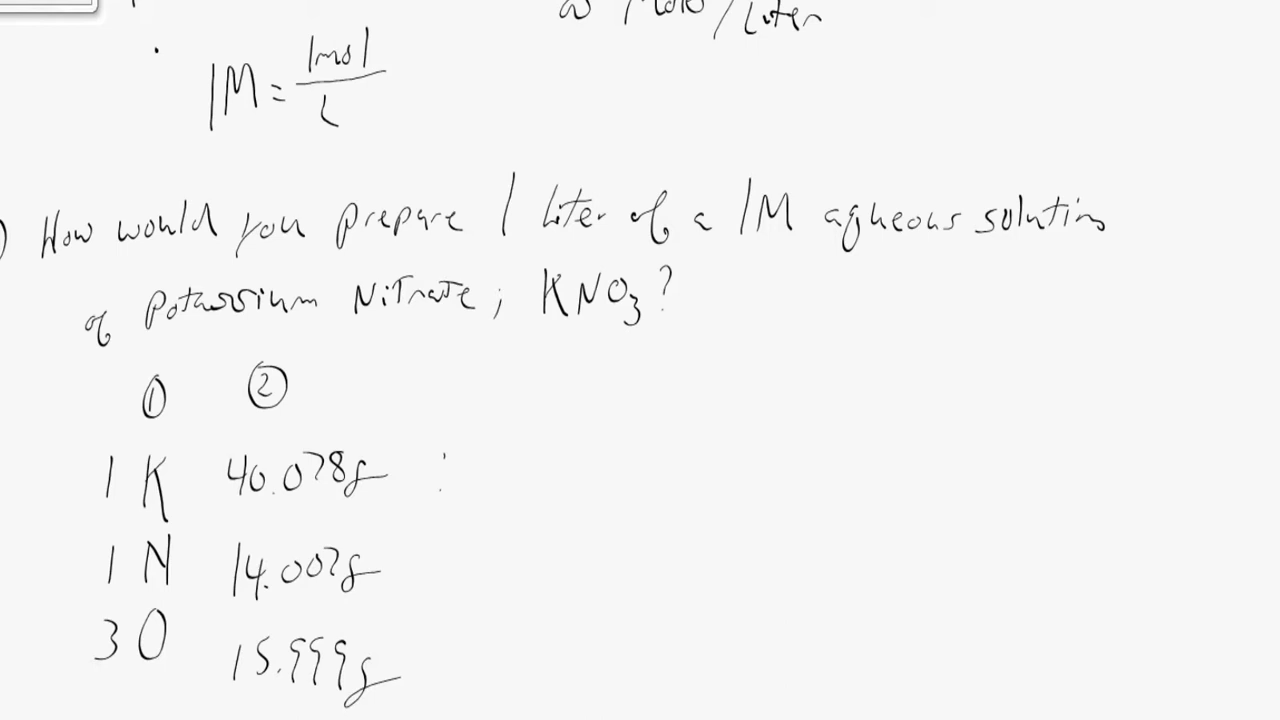 /Liter
1M = 1mol
L
) How would you prepare 1 Liter of a 1M aqueous solution
of Potassium Nitrate; KNO3?
① ②
1 K 40.078g
1 N 14.007g
3 O 15.999g